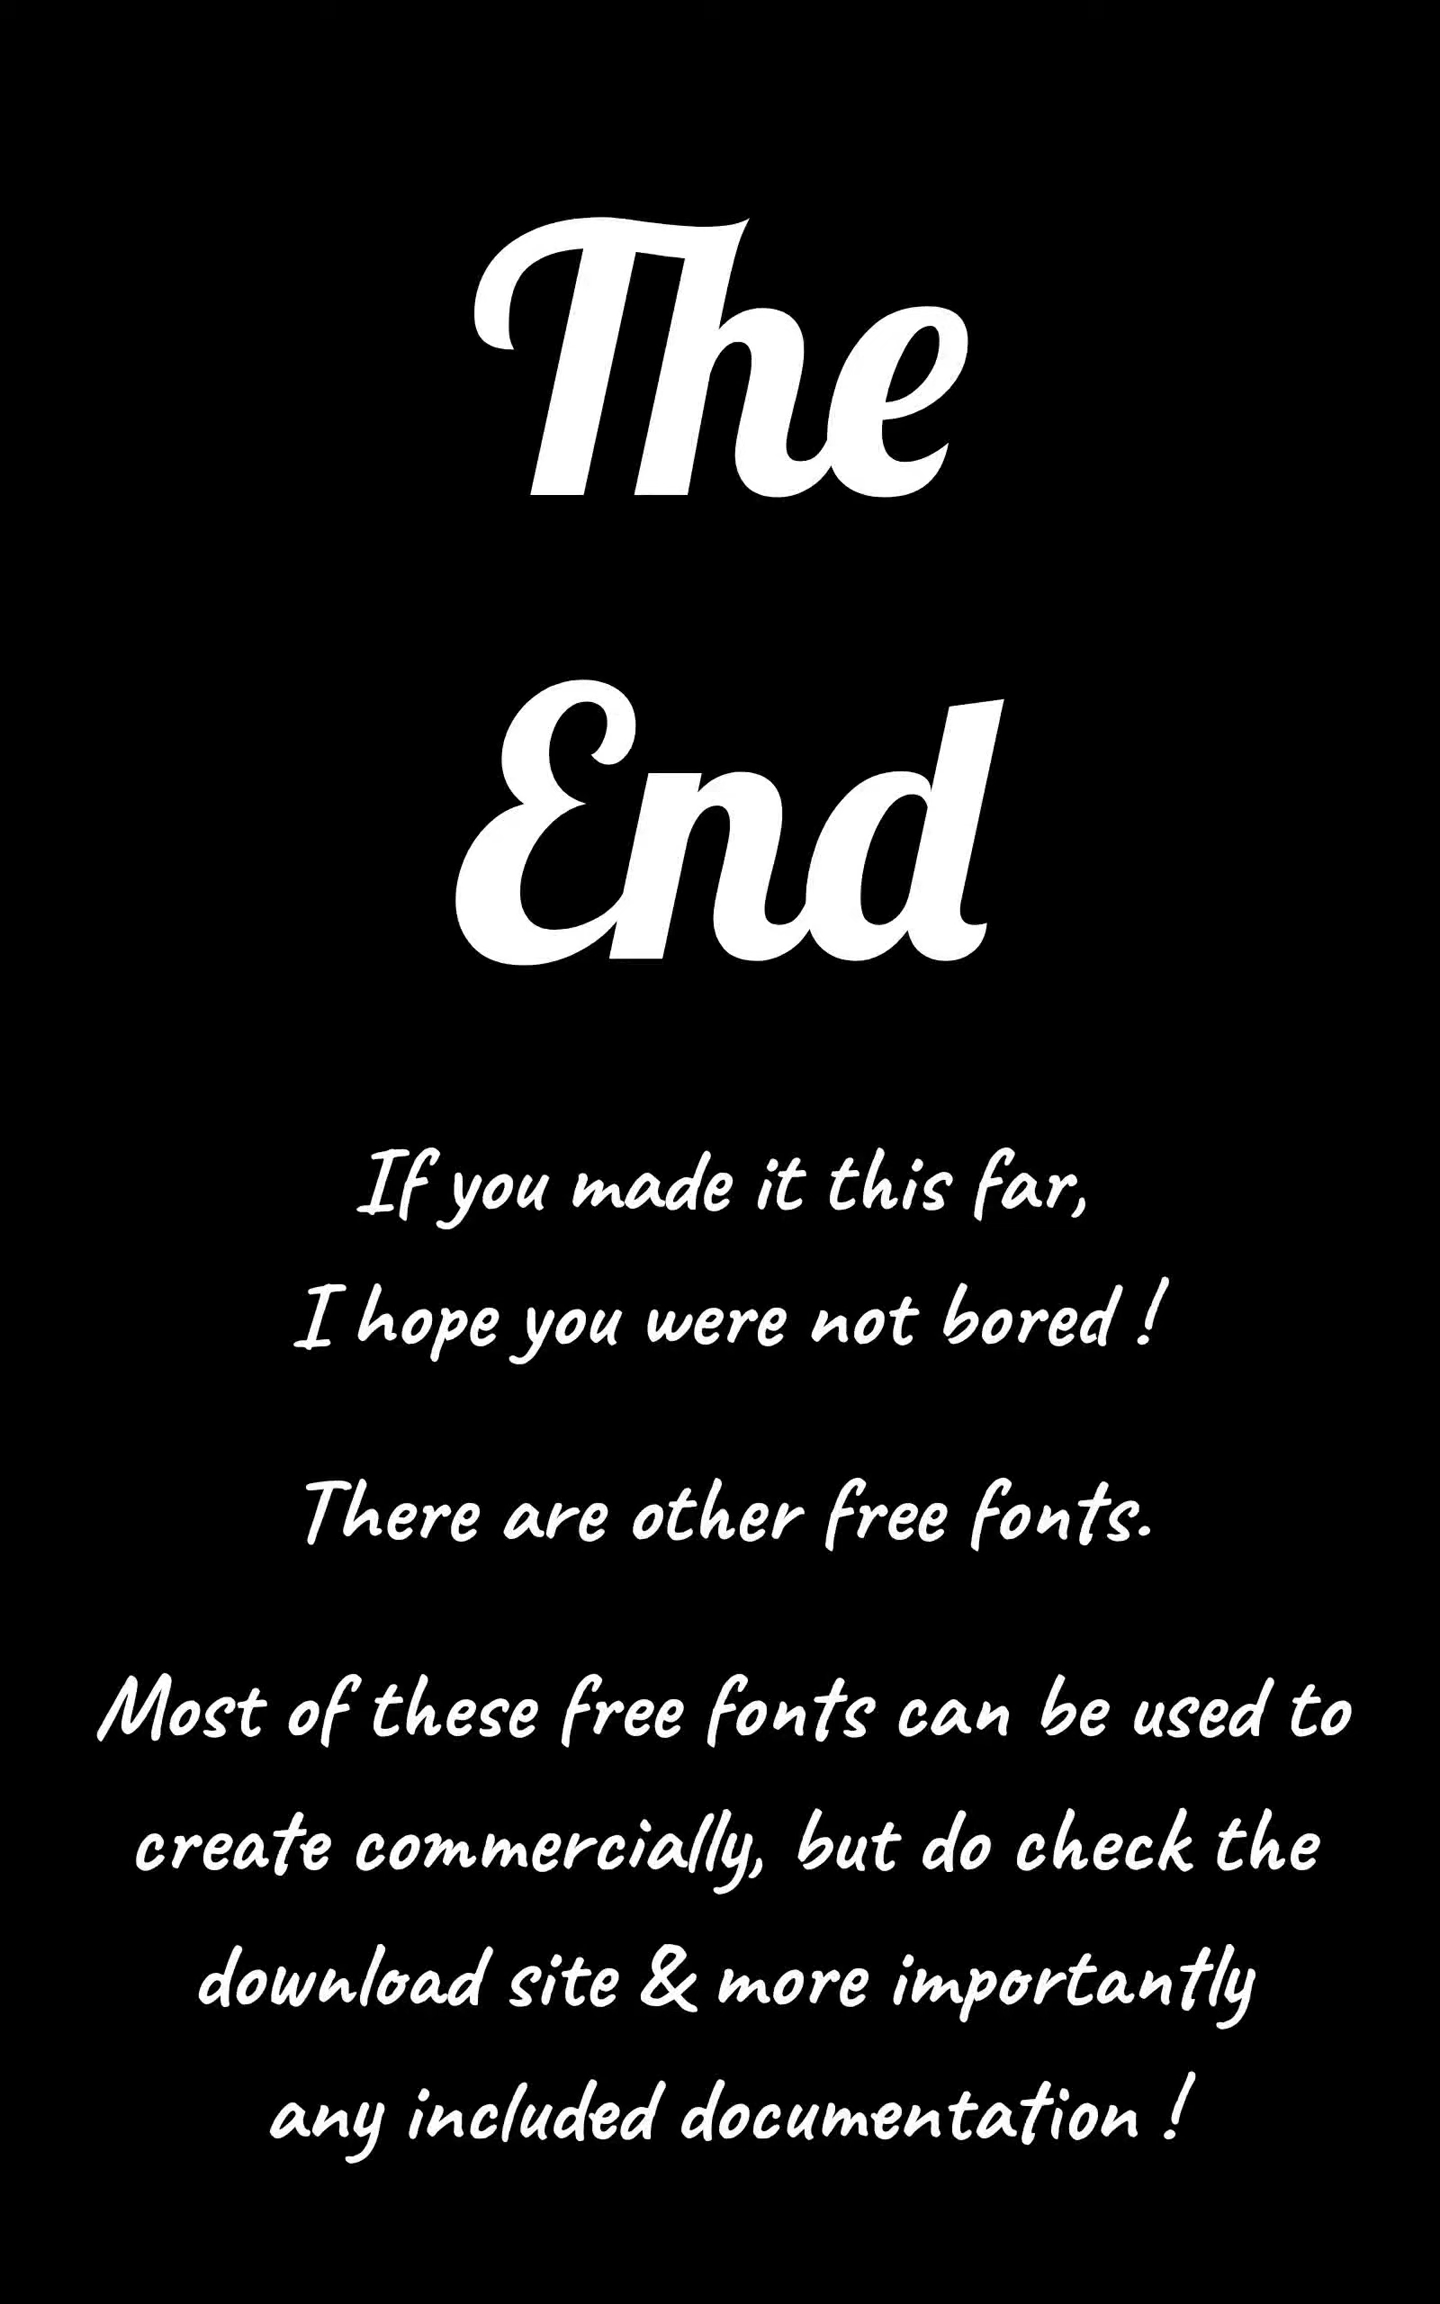 The
End
If you made it this far,
I hope you were not bored !
There are other free fonts.
Most of these free fonts can be used to
create commercially, but do check the
download site & more importantly
any included documentation !